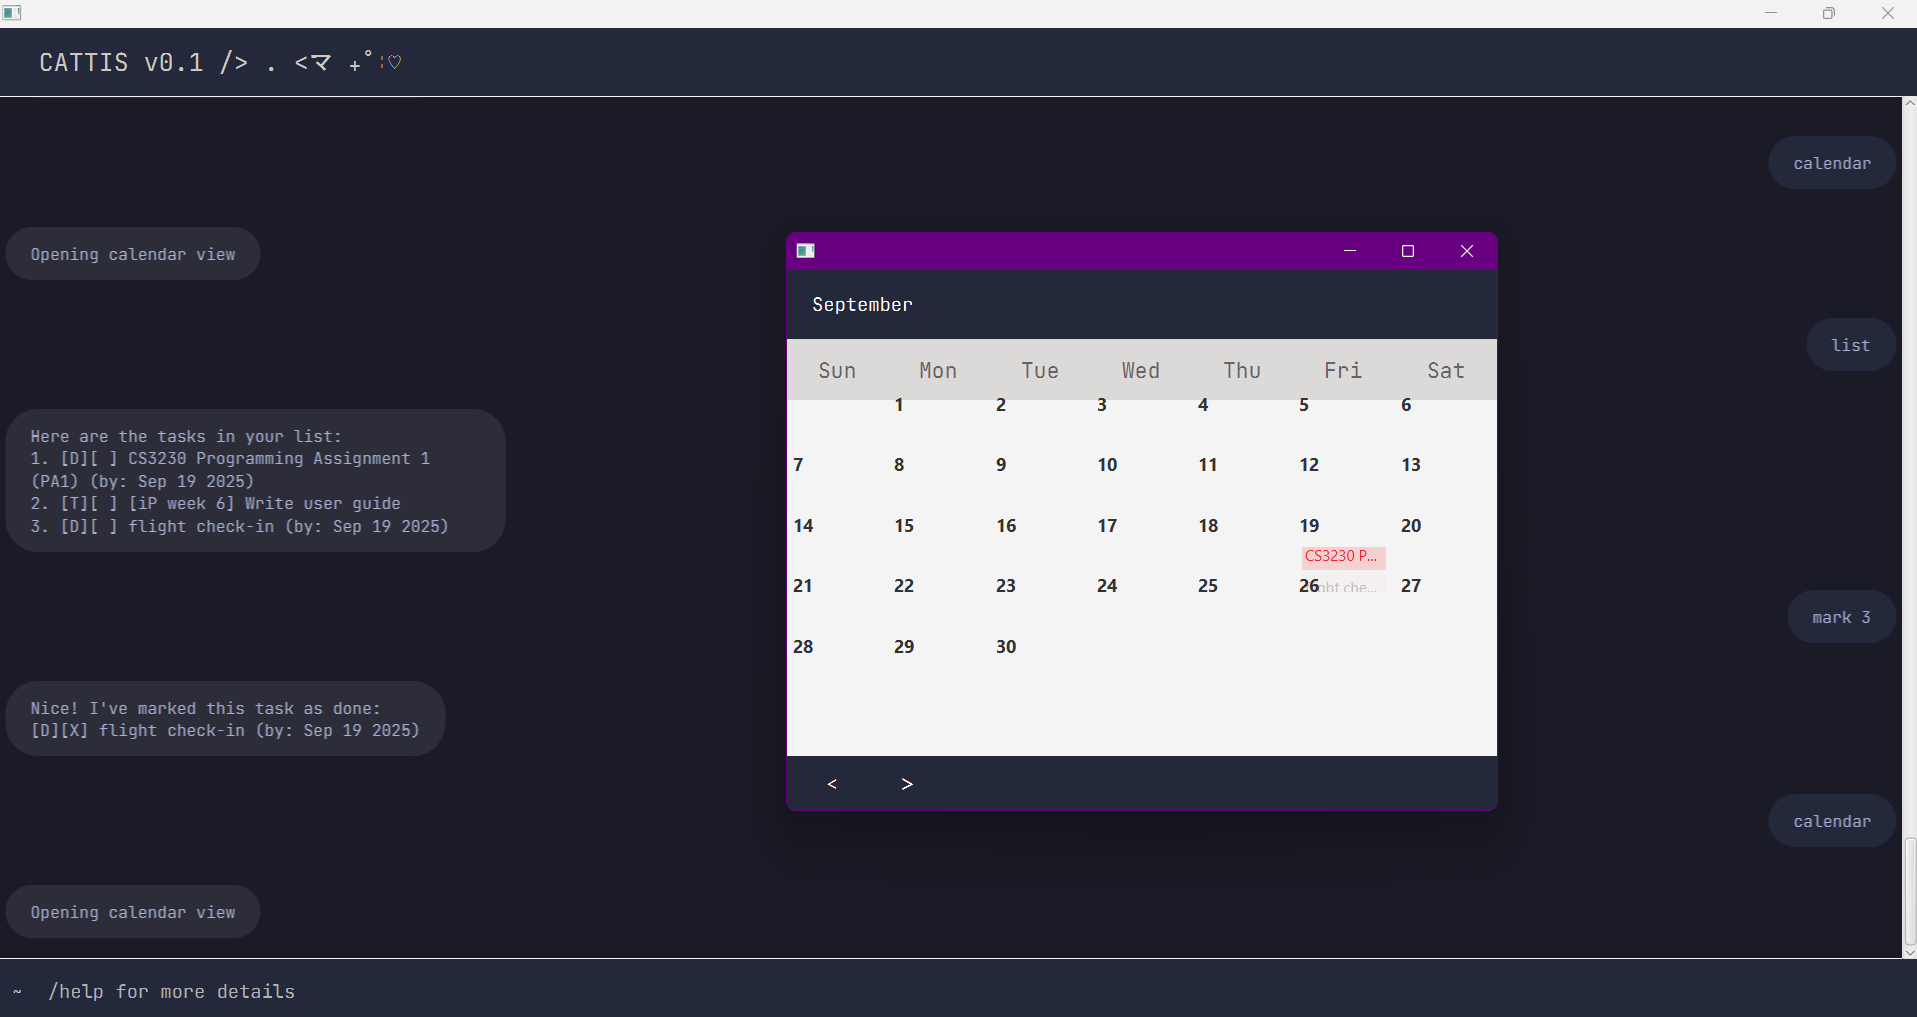 CATTIS v0.1 /> . <マ ₊˚¦♡
calendar
Opening calendar view
list
Here are the tasks in your list:
1. [D][ ] CS3230 Programming Assignment 1
(PA1) (by: Sep 19 2025)
2. [T][ ] [iP week 6] Write user guide
3. [D][ ] flight check-in (by: Sep 19 2025)
mark 3
Nice! I've marked this task as done:
[D][X] flight check-in (by: Sep 19 2025)
calendar
Opening calendar view
~ /help for more details
September
Sun Mon Tue Wed Thu Fri Sat
1 2 3 4 5 6
7 8 9 10 11 12 13
14 15 16 17 18 19 20
CS3230 P...
21 22 23 24 25 26 27
che...
28 29 30
< >